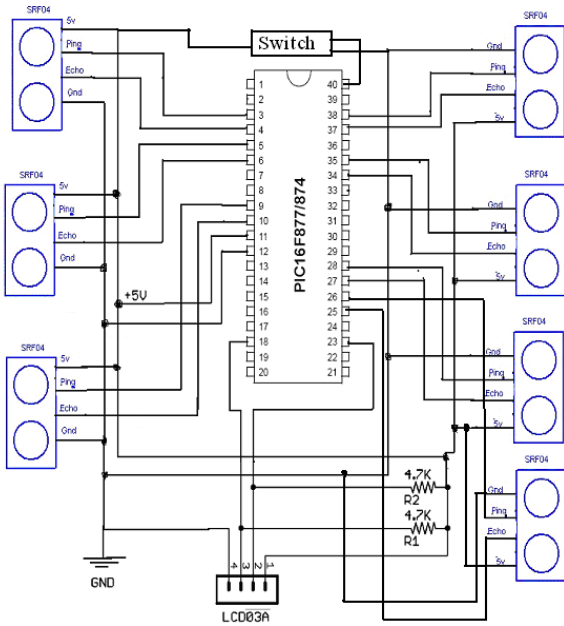 SRF04
5v
Ping
Echo
Gnd
SRF04
5v
Ping
Echo
Gnd
SRF04
5v
Ping
Echo
Gnd
Switch
PIC16F877/874
1
2
3
4
5
6
7
8
9
10
11
12
13
14
15
16
17
18
19
20
40
39
38
37
36
35
34
33
32
31
30
29
28
27
26
25
24
23
22
21
+5V
SRF04
Gnd
Ping
Echo
5v
SRF04
Gnd
Ping
Echo
5v
SRF04
Gnd
Ping
Echo
5v
SRF04
Gnd
Ping
Echo
5v
4.7K
R2
4.7K
R1
GND
4 3 2 1
LCD03A